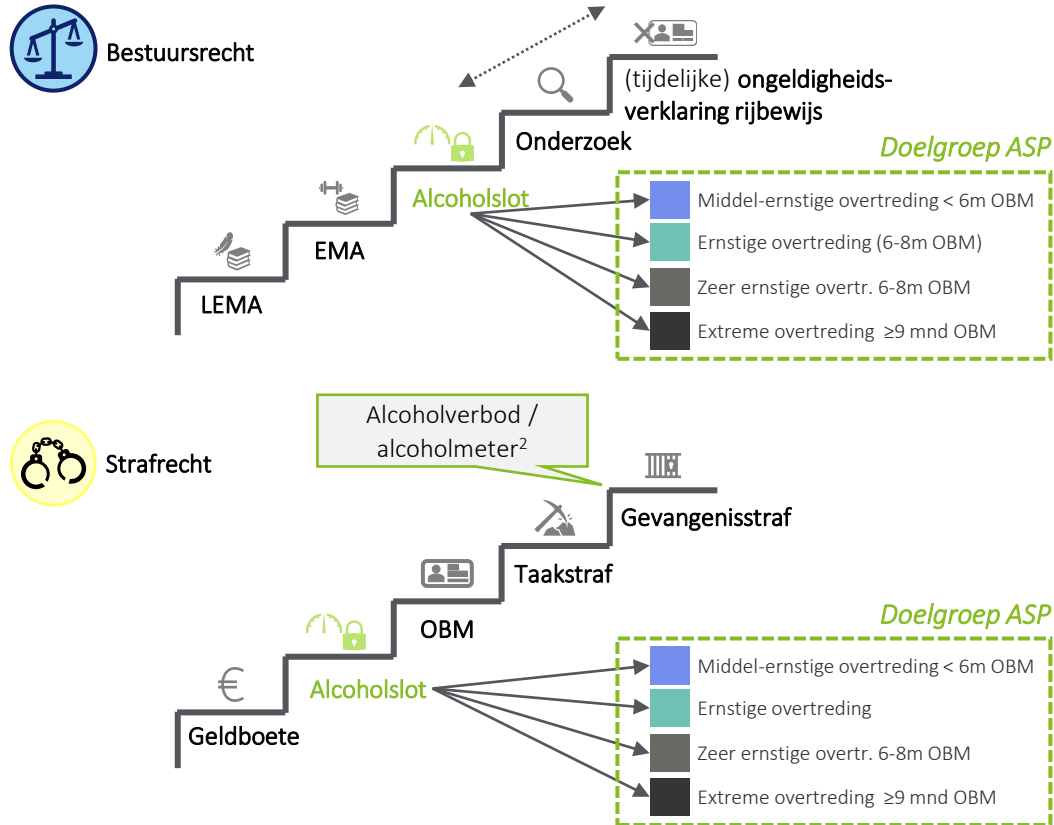 Bestuursrecht
(tijdelijke) ongeldigheids-
verklaring rijbewijs
Onderzoek
Alcoholslot
EMA
LEMA
Doelgroep ASP
Middel-ernstige overtreding < 6m OBM
Ernstige overtreding (6-8m OBM)
Zeer ernstige overtr. 6-8m OBM
Extreme overtreding ≥9 mnd OBM
Alcoholverbod /
alcoholmeter²
Strafrecht
Gevangenisstraf
Taakstraf
OBM
Alcoholslot
€
Geldboete
Doelgroep ASP
Middel-ernstige overtreding < 6m OBM
Ernstige overtreding
Zeer ernstige overtr. 6-8m OBM
Extreme overtreding ≥9 mnd OBM